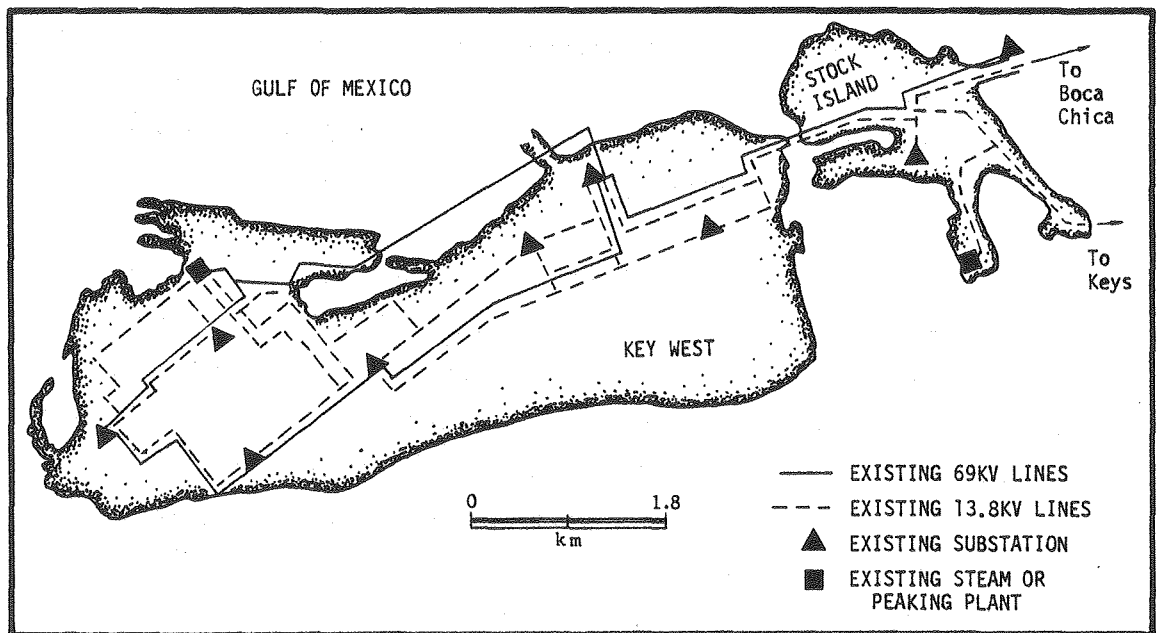 GULF OF MEXICO
STOCK
ISLAND
To
Boca
Chica
To
Keys
KEY WEST
0 1.8
km
EXISTING 69KV LINES
EXISTING 13.8KV LINES
EXISTING SUBSTATION
EXISTING STEAM OR
PEAKING PLANT